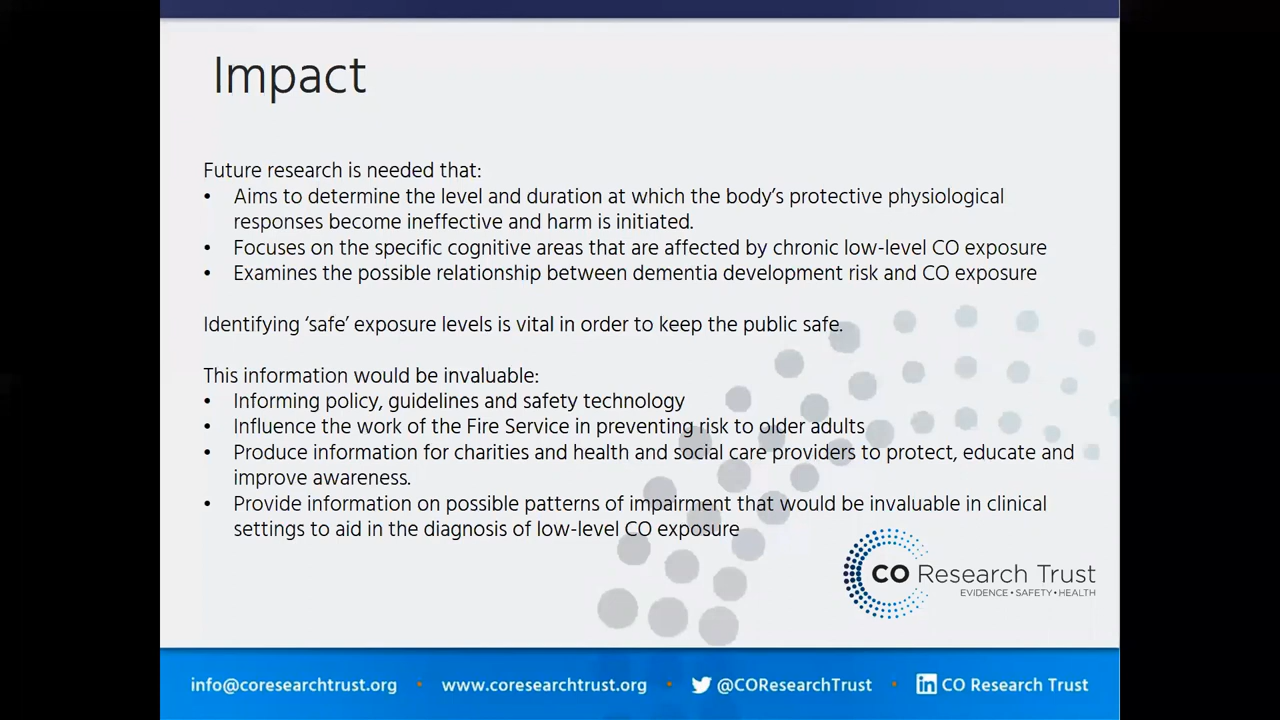 Impact
Future research is needed that:
• Aims to determine the level and duration at which the body's protective physiological
responses become ineffective and harm is initiated.
• Focuses on the specific cognitive areas that are affected by chronic low-level CO exposure
• Examines the possible relationship between dementia development risk and CO exposure
Identifying 'safe' exposure levels is vital in order to keep the public safe.
This information would be invaluable:
• Informing policy, guidelines and safety technology
• Influence the work of the Fire Service in preventing risk to older adults
• Produce information for charities and health and social care providers to protect, educate and
improve awareness.
• Provide information on possible patterns of impairment that would be invaluable in clinical
settings to aid in the diagnosis of low-level CO exposure
CO Research Trust
EVIDENCE • SAFETY • HEALTH
info@coresearchtrust.org • www.coresearchtrust.org • @COResearchTrust • in CO Research Trust